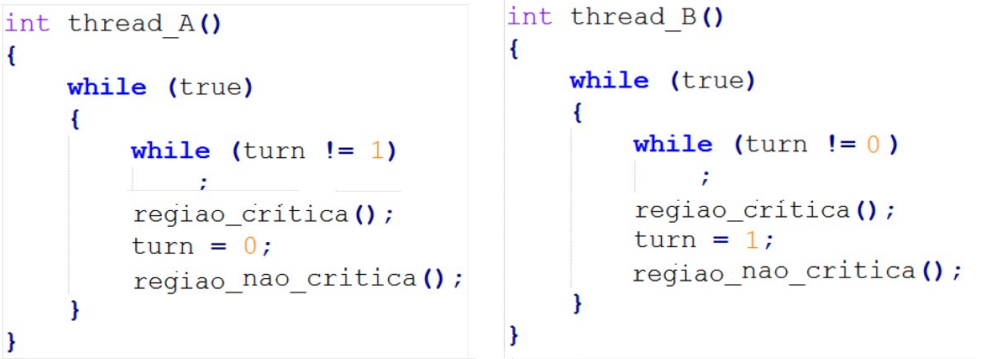 int thread_A()
{
    while (true)
    {
        while (turn != 1)
            ;
        regiao_crítica();
        turn = 0;
        regiao_nao_critica();
    }
}
int thread_B()
{
    while (true)
    {
        while (turn != 0 )
            ;
        regiao_crítica();
        turn = 1;
        regiao_nao_critica();
    }
}